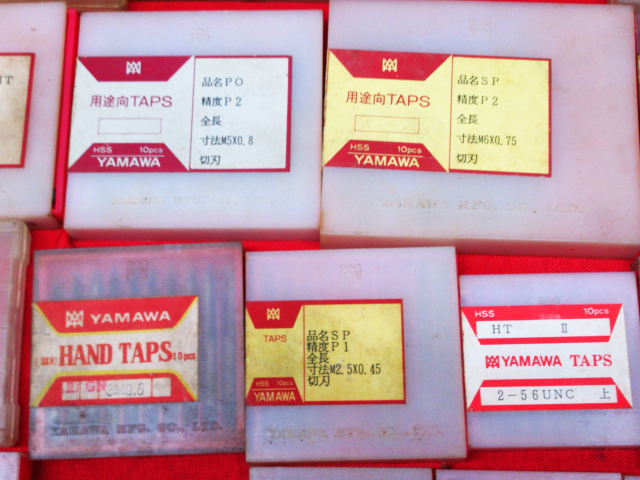 HT
用途向TAPS
HSS 10pcs
YAMAWA
品名PO
精度P2
全長
寸法M5X0.8
切刃
用途向TAPS
HSS 10pcs
YAMAWA
品名SP
精度P2
全長
寸法M6X0.75
切刃
YAMAWA
HAND TAPS 10pcs
YAMAWA MFG. CO., LTD.
TAPS
HSS 10pcs
YAMAWA
品名SP
精度P1
全長
寸法M2.5X0.45
切刃
HSS 10pcs
HT II
YAMAWA TAPS
2-56UNC 上